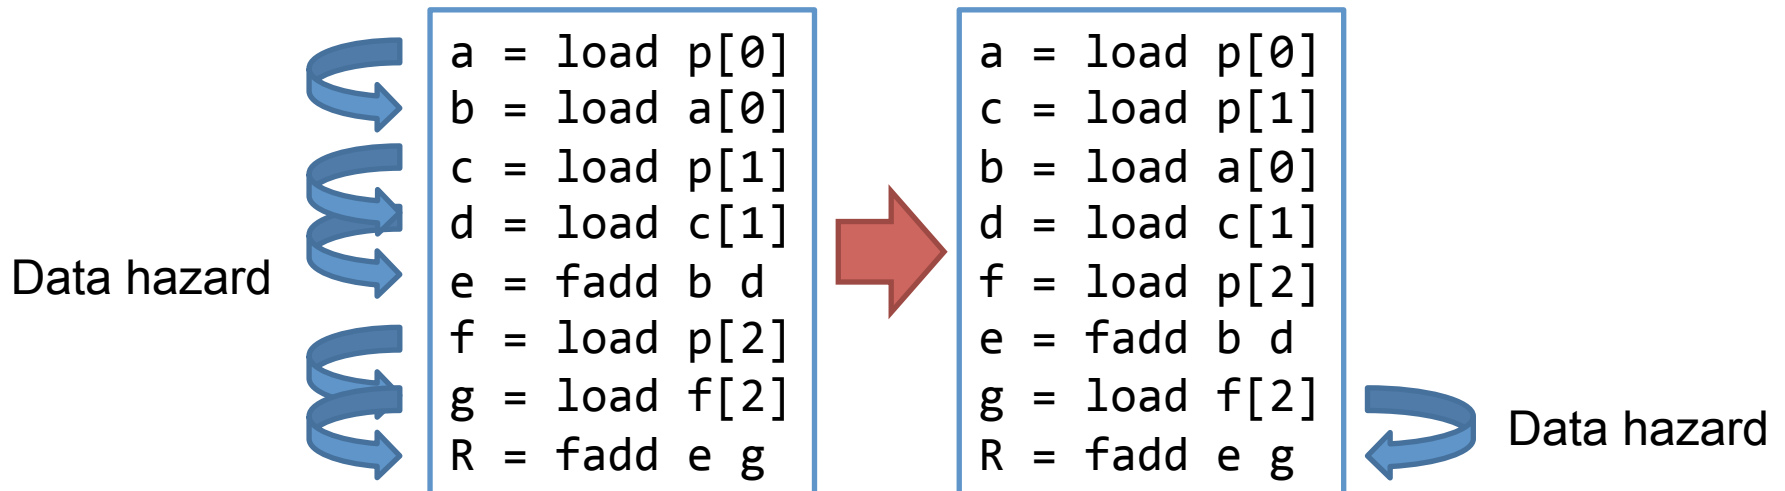 Data hazard
a = load p[0]
b = load a[0]
c = load p[1]
d = load c[1]
e = fadd b d
f = load p[2]
g = load f[2]
R = fadd e g
a = load p[0]
c = load p[1]
b = load a[0]
d = load c[1]
f = load p[2]
e = fadd b d
g = load f[2]
R = fadd e g
Data hazard